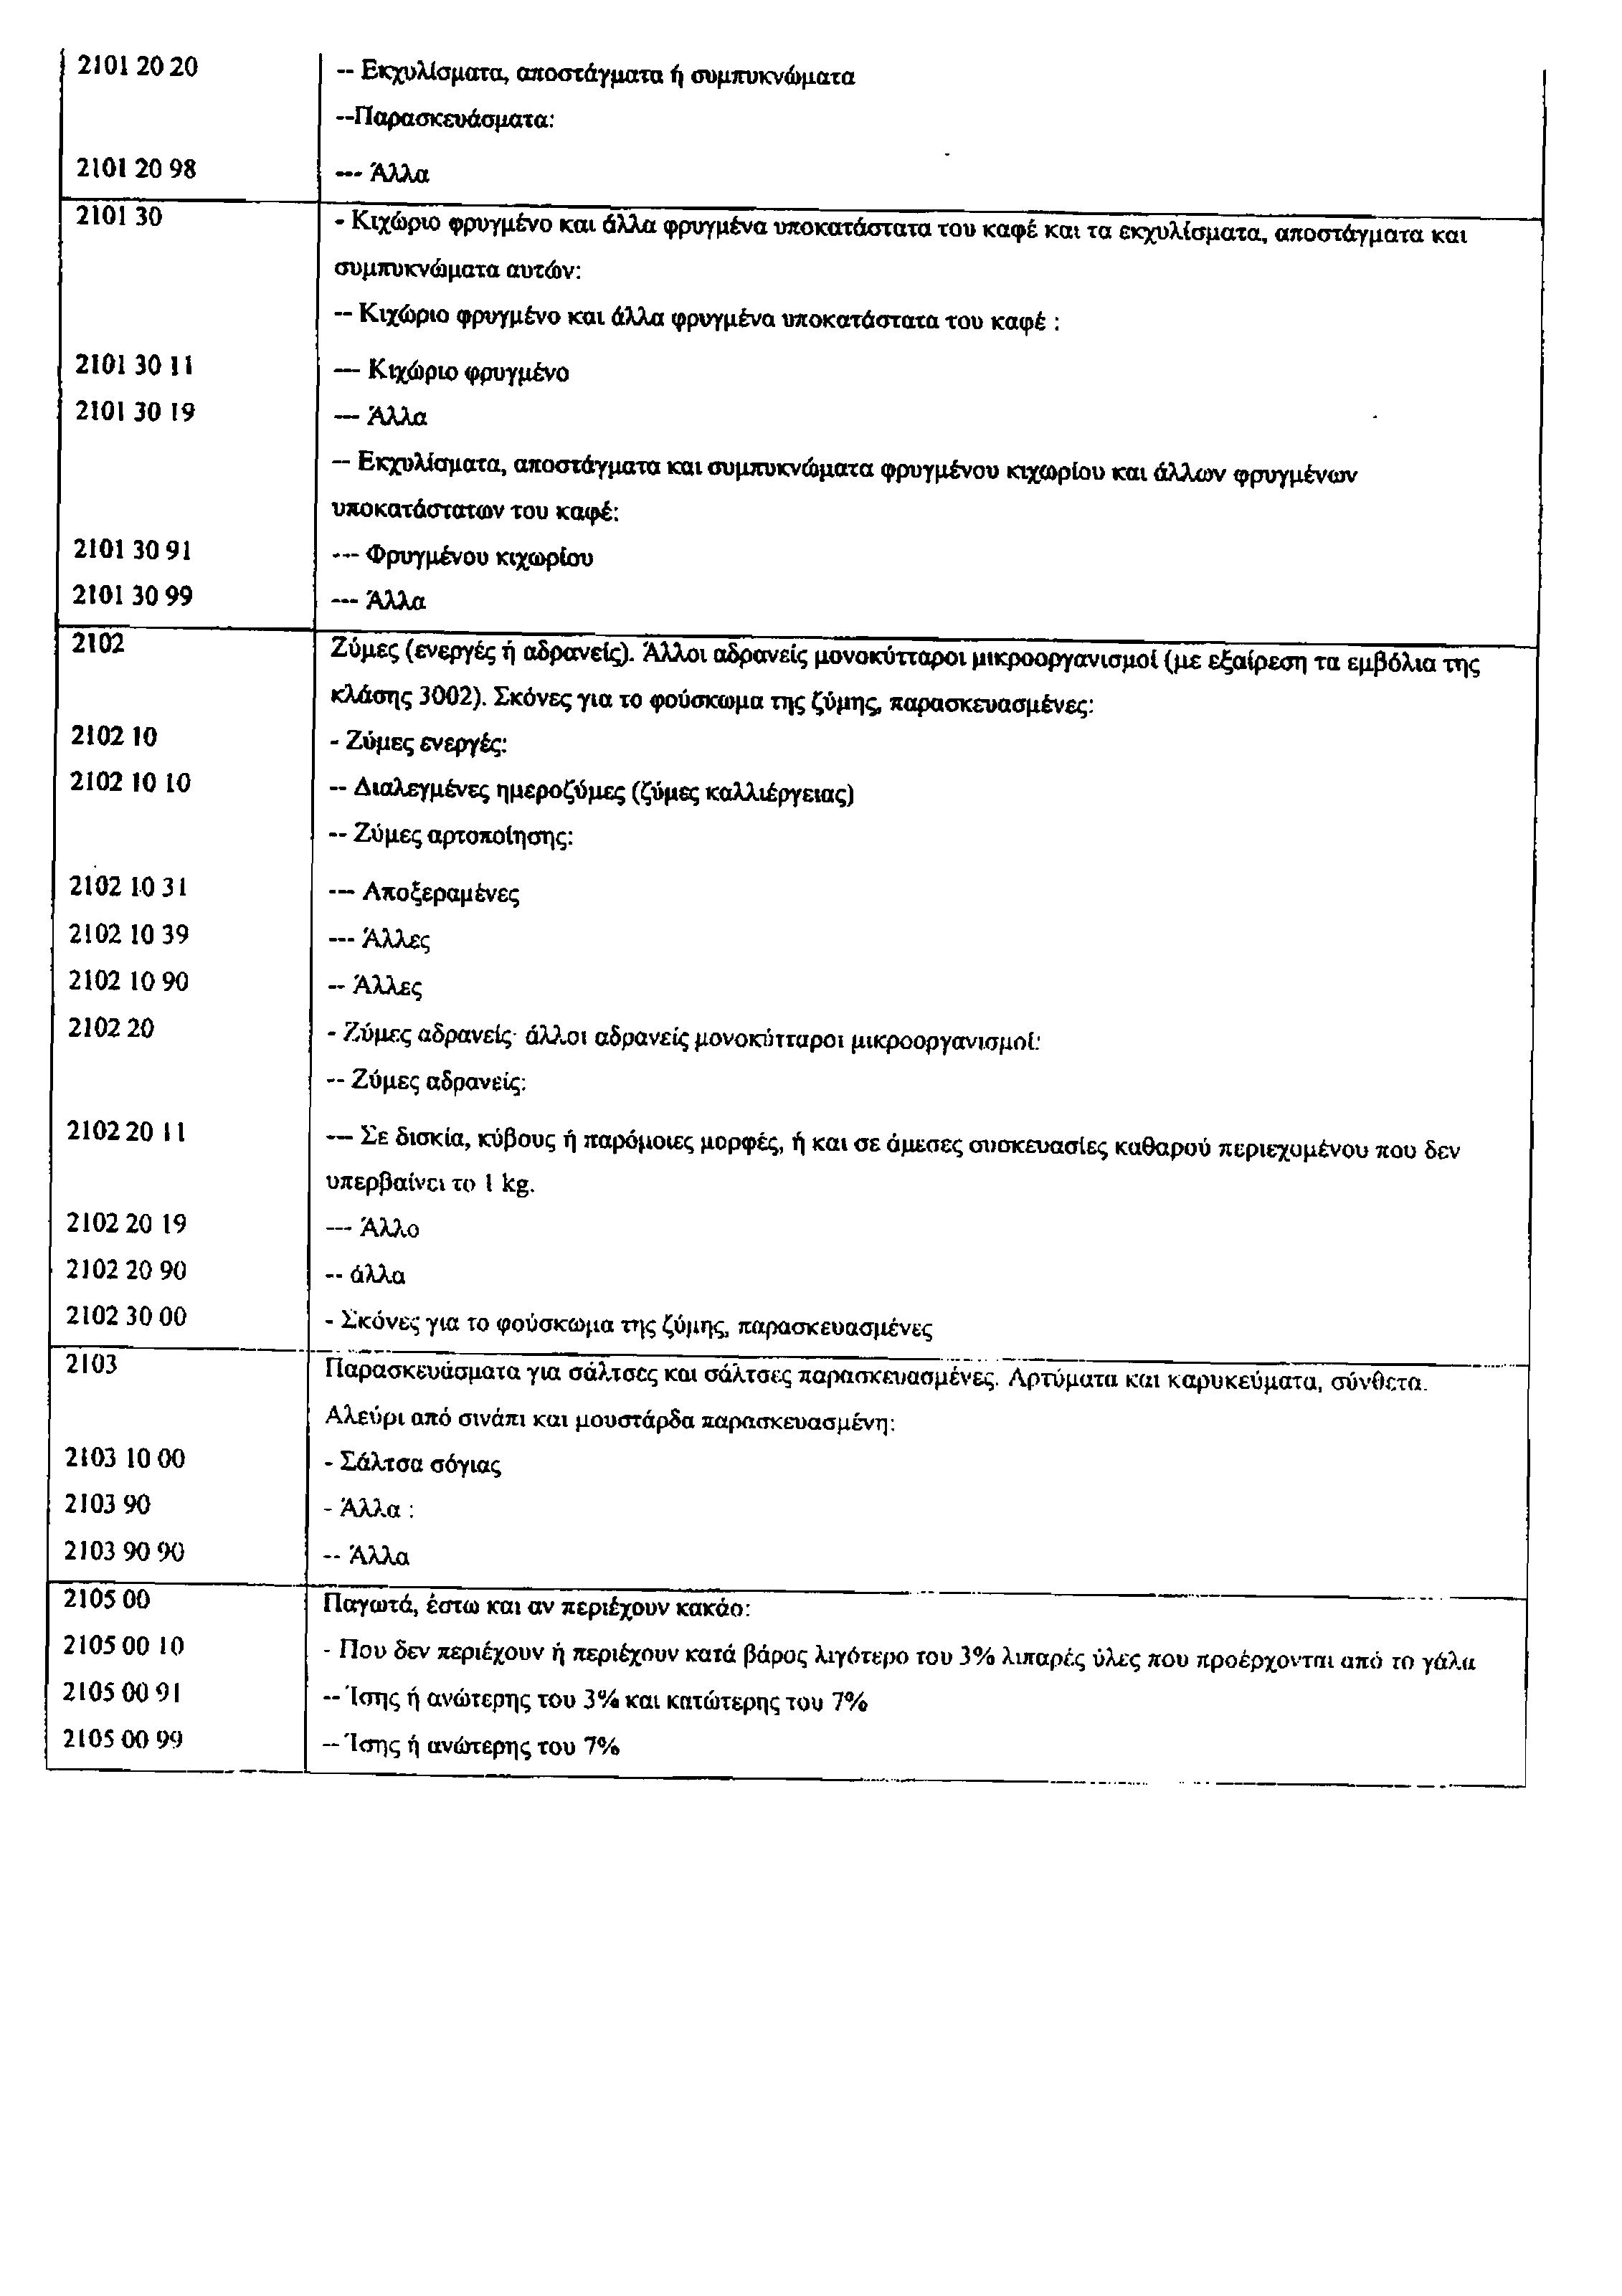 2101 20 20 -- Εκχυλίσματα, αποστάγματα ή συμπυκνώματα
--Παρασκευάσματα:
2101 20 98 --- Άλλα
2101 30 - Κιχώριο φρυγμένο και άλλα φρυγμένα υποκατάστατα του καφέ και τα εκχυλίσματα, αποστάγματα και
συμπυκνώματα αυτών:
-- Κιχώριο φρυγμένο και άλλα φρυγμένα υποκατάστατα του καφέ :
2101 30 11 --- Κιχώριο φρυγμένο
2101 30 19 --- Άλλα
-- Εκχυλίσματα, αποστάγματα και συμπυκνώματα φρυγμένου κιχωρίου και άλλων φρυγμένων
υποκατάστατων του καφέ:
2101 30 91 --- Φρυγμένου κιχωρίου
2101 30 99 --- Άλλα
2102 Ζύμες (ενεργές ή αδρανείς). Άλλοι αδρανείς μονοκύτταροι μικροοργανισμοί (με εξαίρεση τα εμβόλια της
κλάσης 3002). Σκόνες για το φούσκωμα της ζύμης, παρασκευασμένες:
2102 10 - Ζύμες ενεργές:
2102 10 10 -- Διαλεγμένες ημεροζύμες (ζύμες καλλιέργειας)
-- Ζύμες αρτοποίησης:
2102 10 31 --- Αποξεραμένες
2102 10 39 --- Άλλες
2102 10 90 -- Άλλες
2102 20 - Ζύμες αδρανείς· άλλοι αδρανείς μονοκύτταροι μικροοργανισμοί:
-- Ζύμες αδρανείς:
2102 20 11 --- Σε δισκία, κύβους ή παρόμοιες μορφές, ή και σε άμεσες συσκευασίες καθαρού περιεχομένου που δεν
υπερβαίνει το 1 kg.
2102 20 19 --- Άλλο
2102 20 90 -- άλλα
2102 30 00 - Σκόνες για το φούσκωμα της ζύμης, παρασκευασμένες
2103 Παρασκευάσματα για σάλτσες και σάλτσες παρασκευασμένες. Αρτύματα και καρυκεύματα, σύνθετα.
Αλεύρι από σινάπι και μουστάρδα παρασκευασμένη:
2103 10 00 - Σάλτσα σόγιας
2103 90 - Άλλα :
2103 90 90 -- Άλλα
2105 00 Παγωτά, έστω και αν περιέχουν κακάο:
2105 00 10 - Που δεν περιέχουν ή περιέχουν κατά βάρος λιγότερο του 3% λιπαρές ύλες που προέρχονται από το γάλα
2105 00 91 -- Ίσης ή ανώτερης του 3% και κατώτερης του 7%
2105 00 99 -- Ίσης ή ανώτερης του 7%